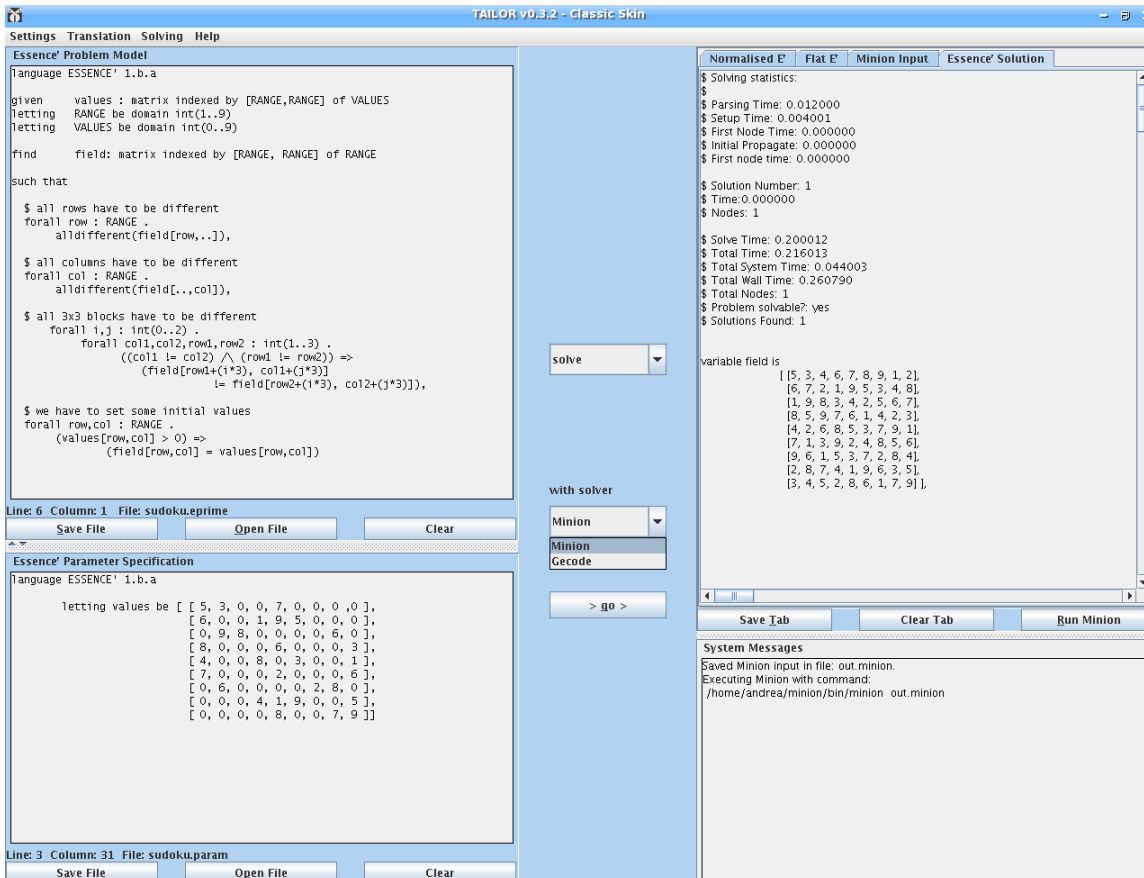 TAILOR v0.3.2 - Classic Skin
Settings Translation Solving Help
Essence' Problem Model
language ESSENCE' 1.b.a
given values : matrix indexed by [RANGE,RANGE] of VALUES
letting RANGE be domain int(1..9)
letting VALUES be domain int(0..9)
find field: matrix indexed by [RANGE, RANGE] of RANGE
such that
$ all rows have to be different
forall row : RANGE .
alldifferent(field[row,..]),
$ all columns have to be different
forall col : RANGE .
alldifferent(field[..,col]),
$ all 3x3 blocks have to be different
forall i,j : int(0..2) .
forall col1,col2,row1,row2 : int(1..3) .
((col1 != col2) /\ (row1 != row2)) =>
(field[row1+(i*3), col1+(j*3)]
!= field[row2+(i*3), col2+(j*3)]),
$ we have to set some initial values
forall row,col : RANGE .
(values[row,col] > 0) =>
(field[row,col] = values[row,col])
Line: 6 Column: 1 File: sudoku.eprime
Save File Open File Clear
Essence' Parameter Specification
language ESSENCE' 1.b.a
letting values be [ [ 5, 3, 0, 0, 7, 0, 0, 0 ,0 ],
[ 6, 0, 0, 1, 9, 5, 0, 0, 0 ],
[ 0, 9, 8, 0, 0, 0, 0, 6, 0 ],
[ 8, 0, 0, 0, 6, 0, 0, 0, 3 ],
[ 4, 0, 0, 8, 0, 3, 0, 0, 1 ],
[ 7, 0, 0, 0, 2, 0, 0, 0, 6 ],
[ 0, 6, 0, 0, 0, 0, 2, 8, 0 ],
[ 0, 0, 0, 4, 1, 9, 0, 0, 5 ],
[ 0, 0, 0, 0, 8, 0, 0, 7, 9 ]]
Line: 3 Column: 31 File: sudoku.param
Save File Open File Clear
solve
with solver
Minion
Minion
Gecode
> go >
Normalised E' Flat E' Minion Input Essence' Solution
$ Solving statistics:
$
$ Parsing Time: 0.012000
$ Setup Time: 0.004001
$ First Node Time: 0.000000
$ Initial Propagate: 0.000000
$ First node time: 0.000000
$ Solution Number: 1
$ Time:0.000000
$ Nodes: 1
$ Solve Time: 0.200012
$ Total Time: 0.216013
$ Total System Time: 0.044003
$ Total Wall Time: 0.260790
$ Total Nodes: 1
$ Problem solvable?: yes
$ Solutions Found: 1
variable field is
[ [5, 3, 4, 6, 7, 8, 9, 1, 2],
[6, 7, 2, 1, 9, 5, 3, 4, 8],
[1, 9, 8, 3, 4, 2, 5, 6, 7],
[8, 5, 9, 7, 6, 1, 4, 2, 3],
[4, 2, 6, 8, 5, 3, 7, 9, 1],
[7, 1, 3, 9, 2, 4, 8, 5, 6],
[9, 6, 1, 5, 3, 7, 2, 8, 4],
[2, 8, 7, 4, 1, 9, 6, 3, 5],
[3, 4, 5, 2, 8, 6, 1, 7, 9] ],
Save Tab Clear Tab Run Minion
System Messages
Saved Minion input in file: out.minion.
Executing Minion with command:
/home/andrea/minion/bin/minion out.minion